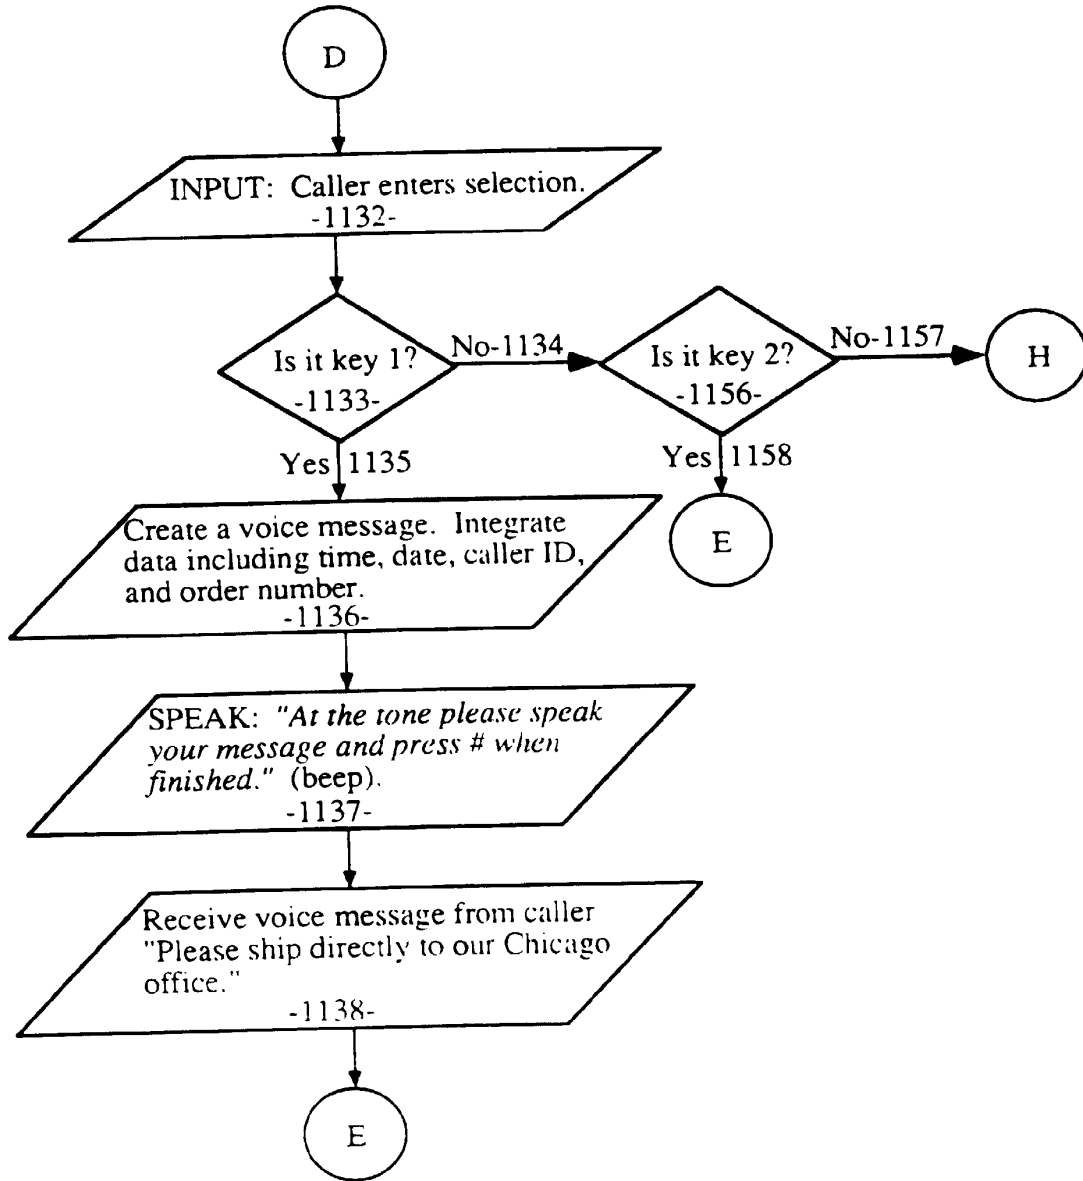 D
INPUT: Caller enters selection.
-1132-
Is it key 1?
-1133-
No-1134
Is it key 2?
-1156-
No-1157
H
Yes 1135
Yes 1158
E
Create a voice message. Integrate
data including time, date, caller ID,
and order number.
-1136-
SPEAK: "At the tone please speak
your message and press # when
finished." (beep).
-1137-
Receive voice message from caller
"Please ship directly to our Chicago
office."
-1138-
E